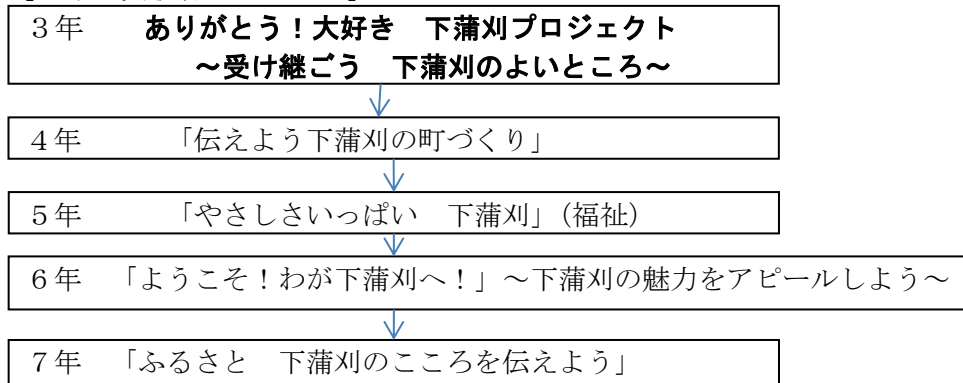 ３年　ありがとう！大好き　下蒲刈プロジェクト
～受け継ごう　下蒲刈のよいところ～
４年　「伝えよう下蒲刈の町づくり」
５年　「やさしさいっぱい　下蒲刈」（福祉）
６年　「ようこそ！わが下蒲刈へ！」～下蒲刈の魅力をアピールしよう～
７年　「ふるさと　下蒲刈のこころを伝えよう」